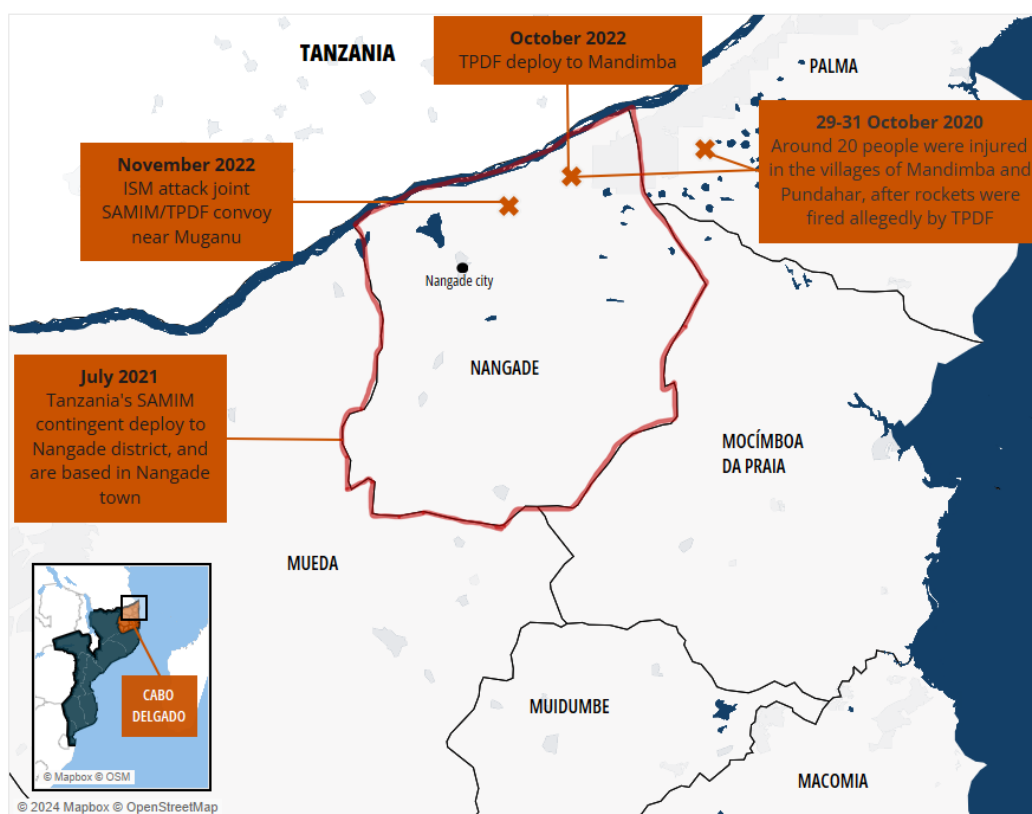 TANZANIA
October 2022
TPDF deploy to Mandimba
PALMA
29-31 October 2020
Around 20 people were injured
in the villages of Mandimba and
Pundahar, after rockets were
fired allegedly by TPDF
November 2022
ISM attack joint
SAMIM/TPDF convoy
near Muganu
Nangade city
NANGADE
July 2021
Tanzania's SAMIM
contingent deploy to
Nangade district, and
are based in Nangade
town
MOCÍMBOA
DA PRAIA
MUEDA
CABO
DELGADO
© Mapbox © OSM
MUIDUMBE
MACOMIA
© 2024 Mapbox © OpenStreetMap